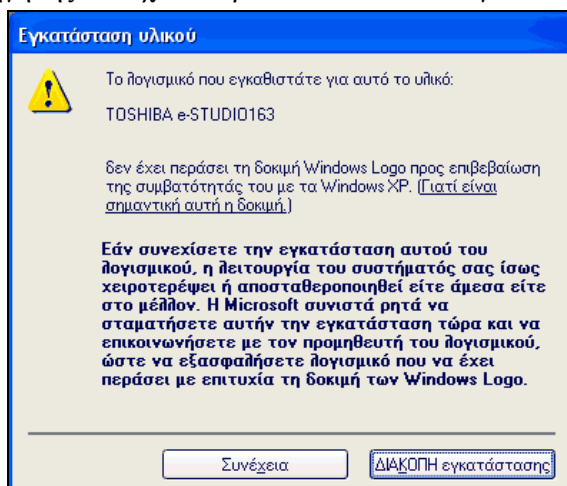 Εγκατάσταση υλικού
Το λογισμικό που εγκαθιστάτε για αυτό το υλικό:
TOSHIBA e-STUDIO163
δεν έχει περάσει τη δοκιμή Windows Logo προς επιβεβαίωση
της συμβατότητάς του με τα Windows XP. (Γιατί είναι
σημαντική αυτή η δοκιμή.)
Εάν συνεχίσετε την εγκατάσταση αυτού του
λογισμικού, η λειτουργία του συστήματός σας ίσως
χειροτερέψει ή αποσταθεροποιηθεί είτε άμεσα είτε
στο μέλλον. Η Microsoft συνιστά ρητά να
σταματήσετε αυτήν την εγκατάσταση τώρα και να
επικοινωνήσετε με τον προμηθευτή του λογισμικού,
ώστε να εξασφαλήσετε λογισμικό που να έχει
περάσει με επιτυχία τη δοκιμή των Windows Logo.
Συνέχεια
ΔΙΑΚΟΠΗ εγκατάστασης